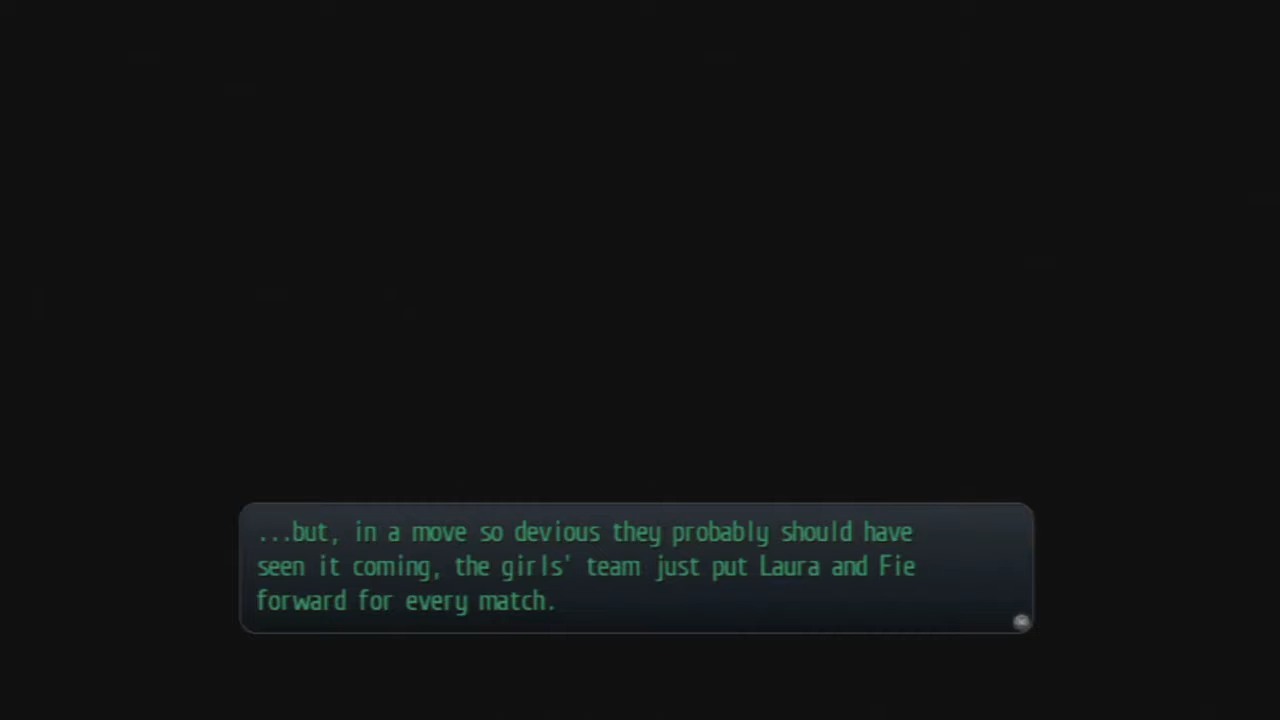 ...but, in a move so devious they probably should have
seen it coming, the girls' team just put Laura and Fie
forward for every match.